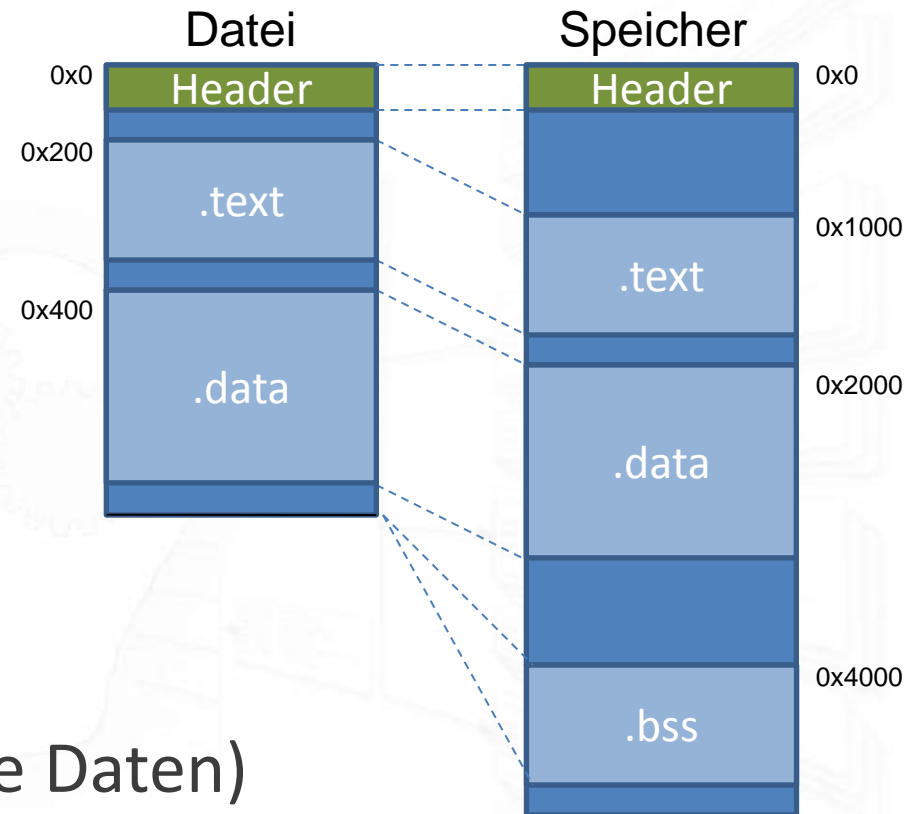 Datei
Speicher
0x0
Header
Header
0x0
0x200
.text
0x1000
.text
0x400
.data
0x2000
.data
0x4000
.bss
e Daten)